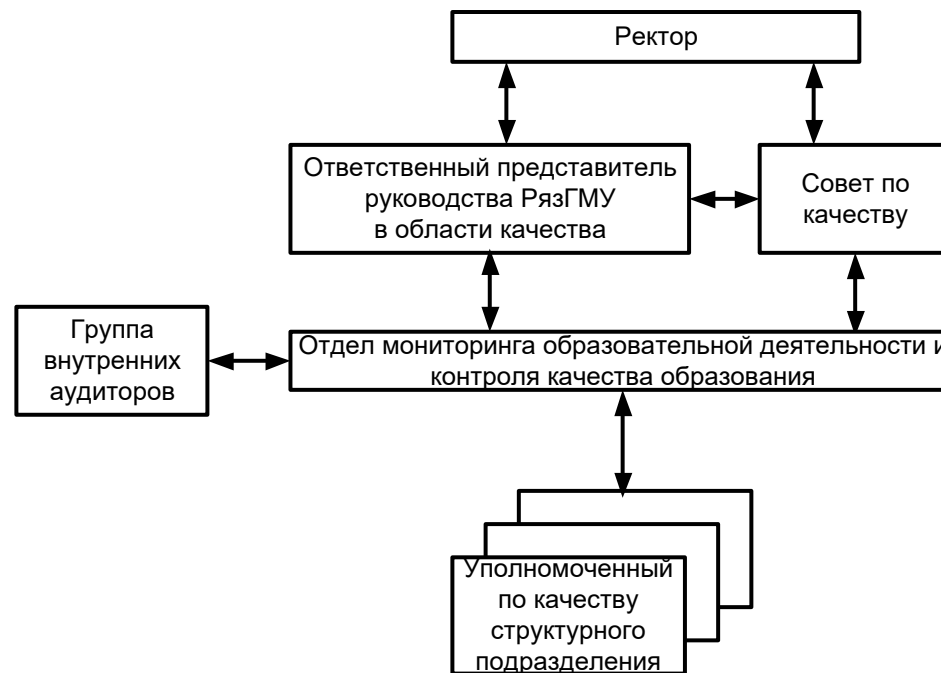 Ректор
Ответственный представитель
руководства РязГМУ
в области качества
Совет по
качеству
Группа
внутренних
аудиторов
Отдел мониторинга образовательной деятельности и
контроля качества образования
Уполномоченный
по качеству
структурного
подразделения